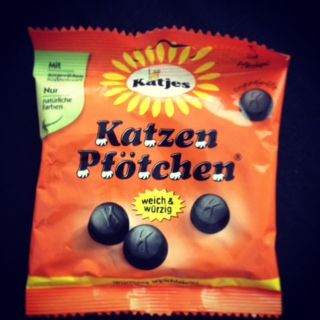 Mit
Nur
natürliche
Farben
Katjes
Katzen
Pfötchen®
weich &
würzig
K
K
K
K